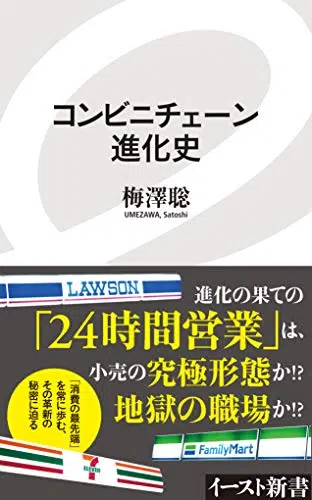 コンビニチェーン
進化史
梅澤聡
UMEZAWA, Satoshi
LAWSON
進化の果ての
「24時間営業」は、
小売の究極形態か!?
地獄の職場か!?
「消費の最先端」
を常に歩む、
その革新の
秘密に迫る
7
ELEVEN
FamilyMart
イースト新書